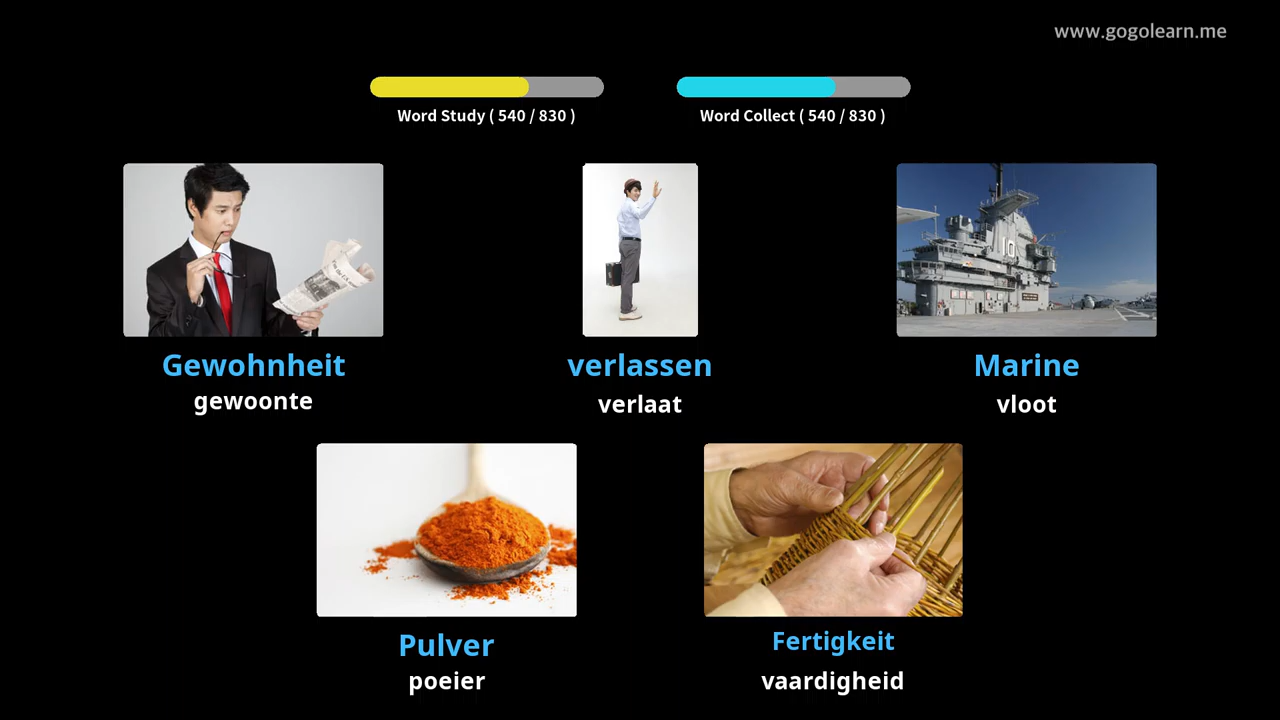 www.gogolearn.me
Word Study ( 540 / 830 )
Word Collect ( 540 / 830 )
Gewohnheit
gewoonte
verlassen
verlaat
Marine
vloot
10
Pulver
poeier
Fertigkeit
vaardigheid